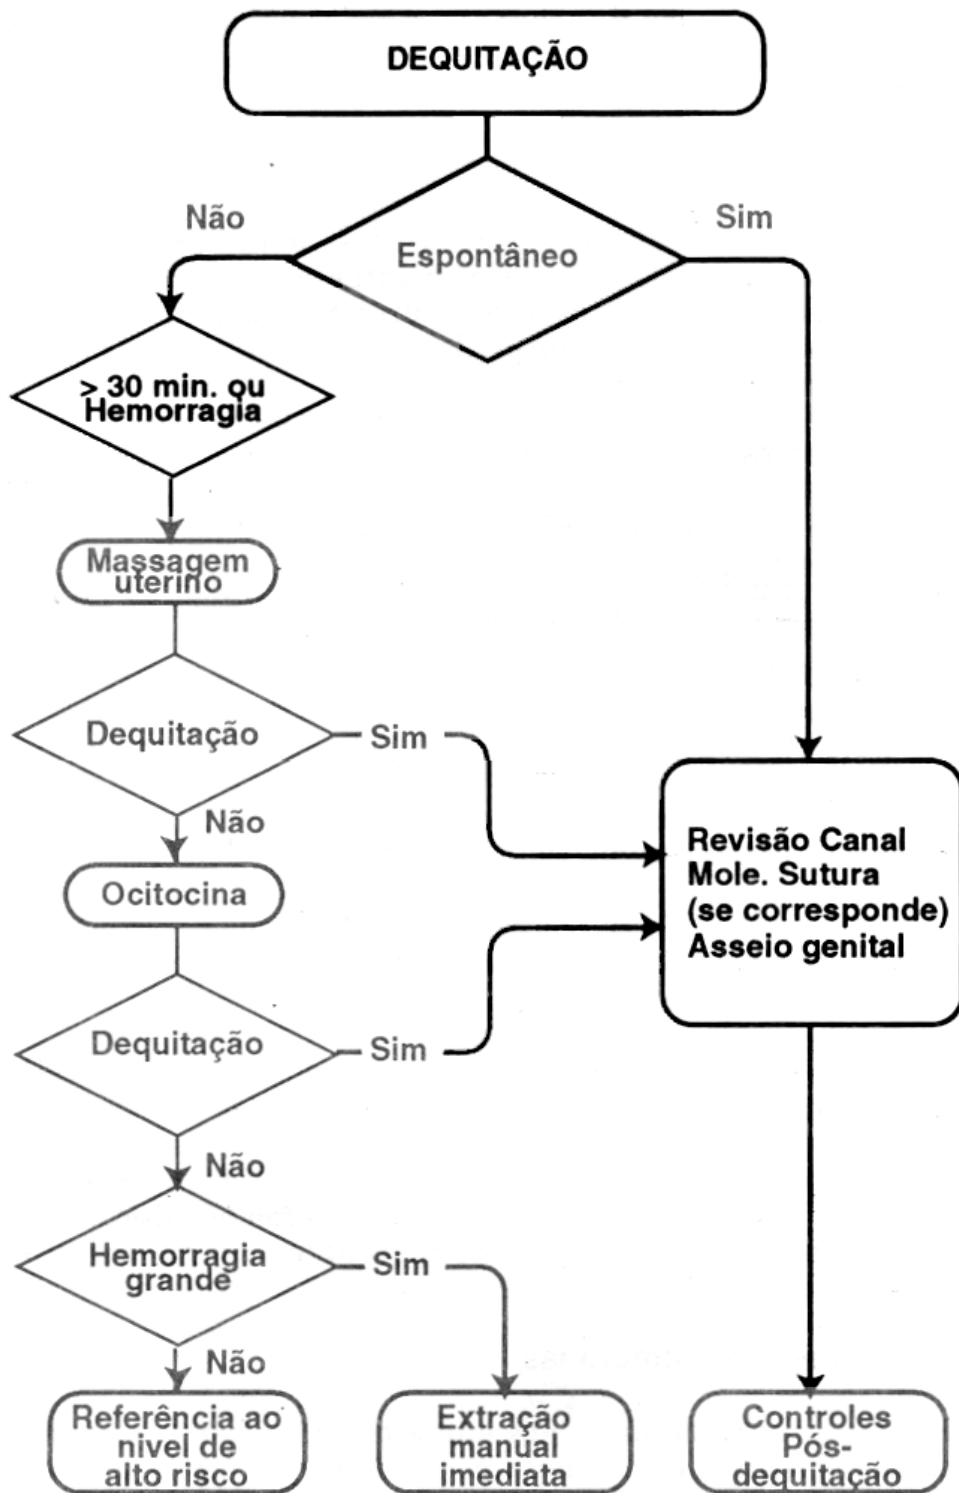 DEQUITAÇÃO
Não
Sim
Espontâneo
> 30 min. ou
Hemorragia
Massagem
uterino
Dequitação
Sim
Não
Revisão Canal
Mole. Sutura
(se corresponde)
Asseio genital
Ocitocina
Dequitação
Sim
Não
Hemorragia
grande
Sim
Não
Referência ao
nivel de
alto risco
Extração
manual
imediata
Controles
Pós-
dequitação